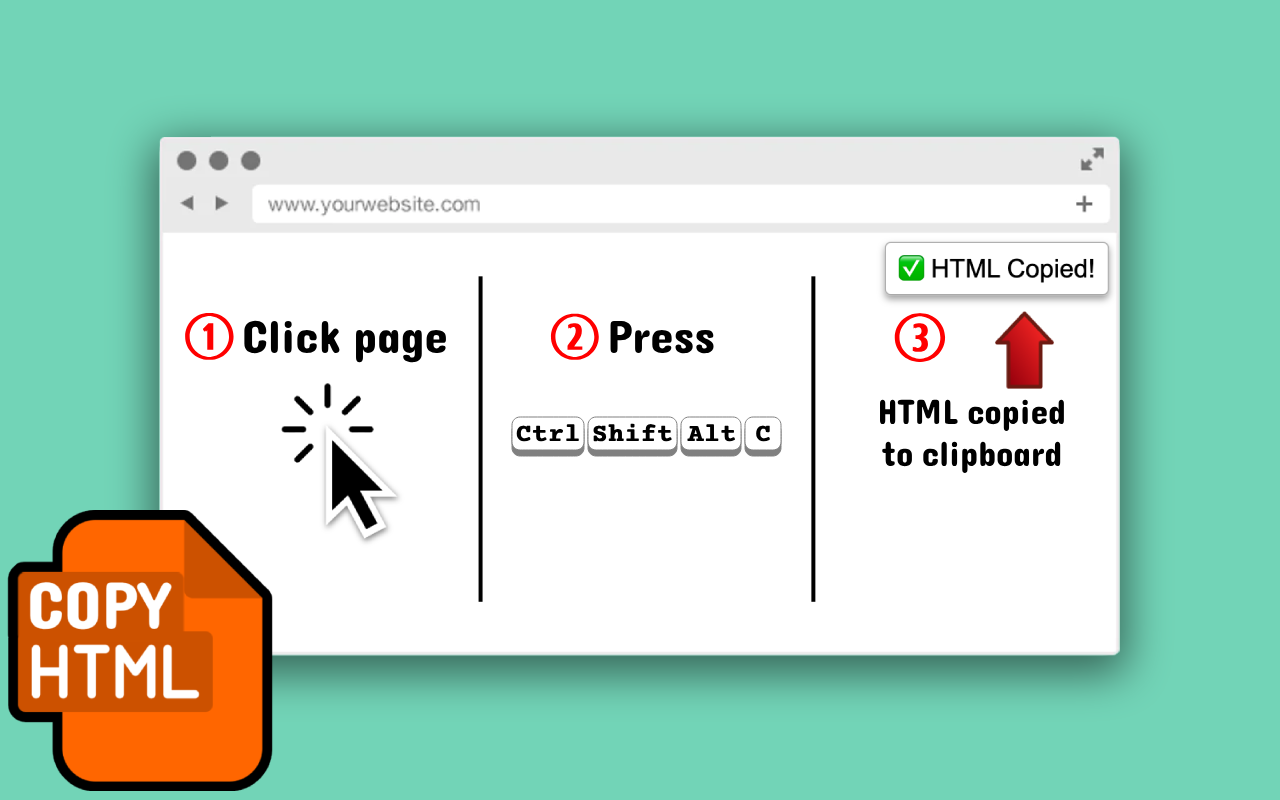 www.yourwebsite.com
✅ HTML Copied!
1 Click page
2 Press
Ctrl Shift Alt C
3
HTML copied
to clipboard
COPY
HTML